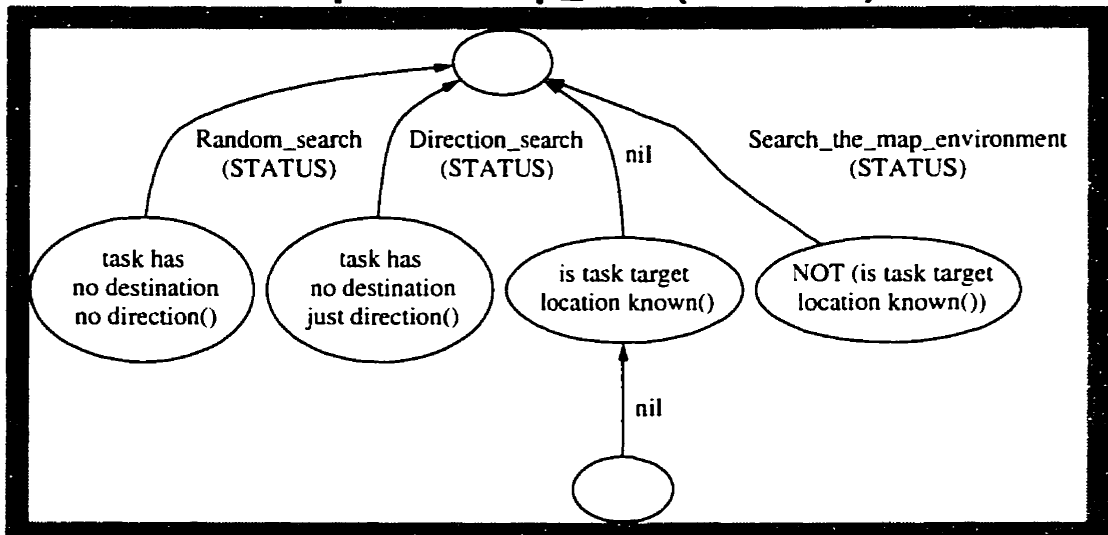 Random_search
(STATUS)
Direction_search
(STATUS)
nil
Search_the_map_environment
(STATUS)
task has
no destination
no direction()
task has
no destination
just direction()
is task target
location known()
NOT (is task target
location known())
nil